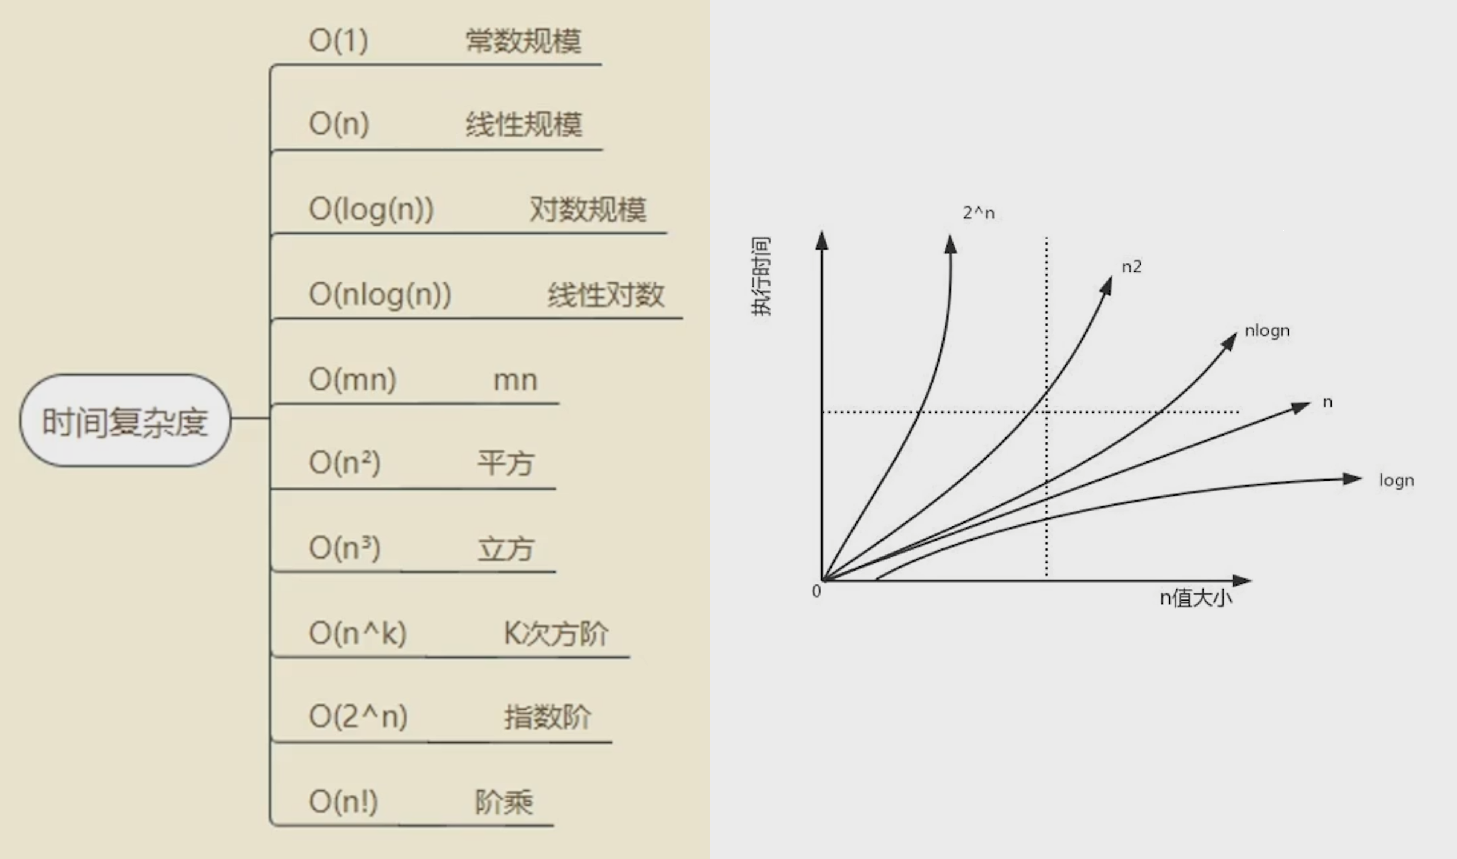 O(1) 常数规模
O(n) 线性规模
O(log(n)) 对数规模
O(nlog(n)) 线性对数
O(mn) mn
时间复杂度
O(n²) 平方
O(n³) 立方
O(n^k) K次方阶
O(2^n) 指数阶
O(n!) 阶乘
2^n
执行时间
n2
nlogn
n
logn
0
n值大小